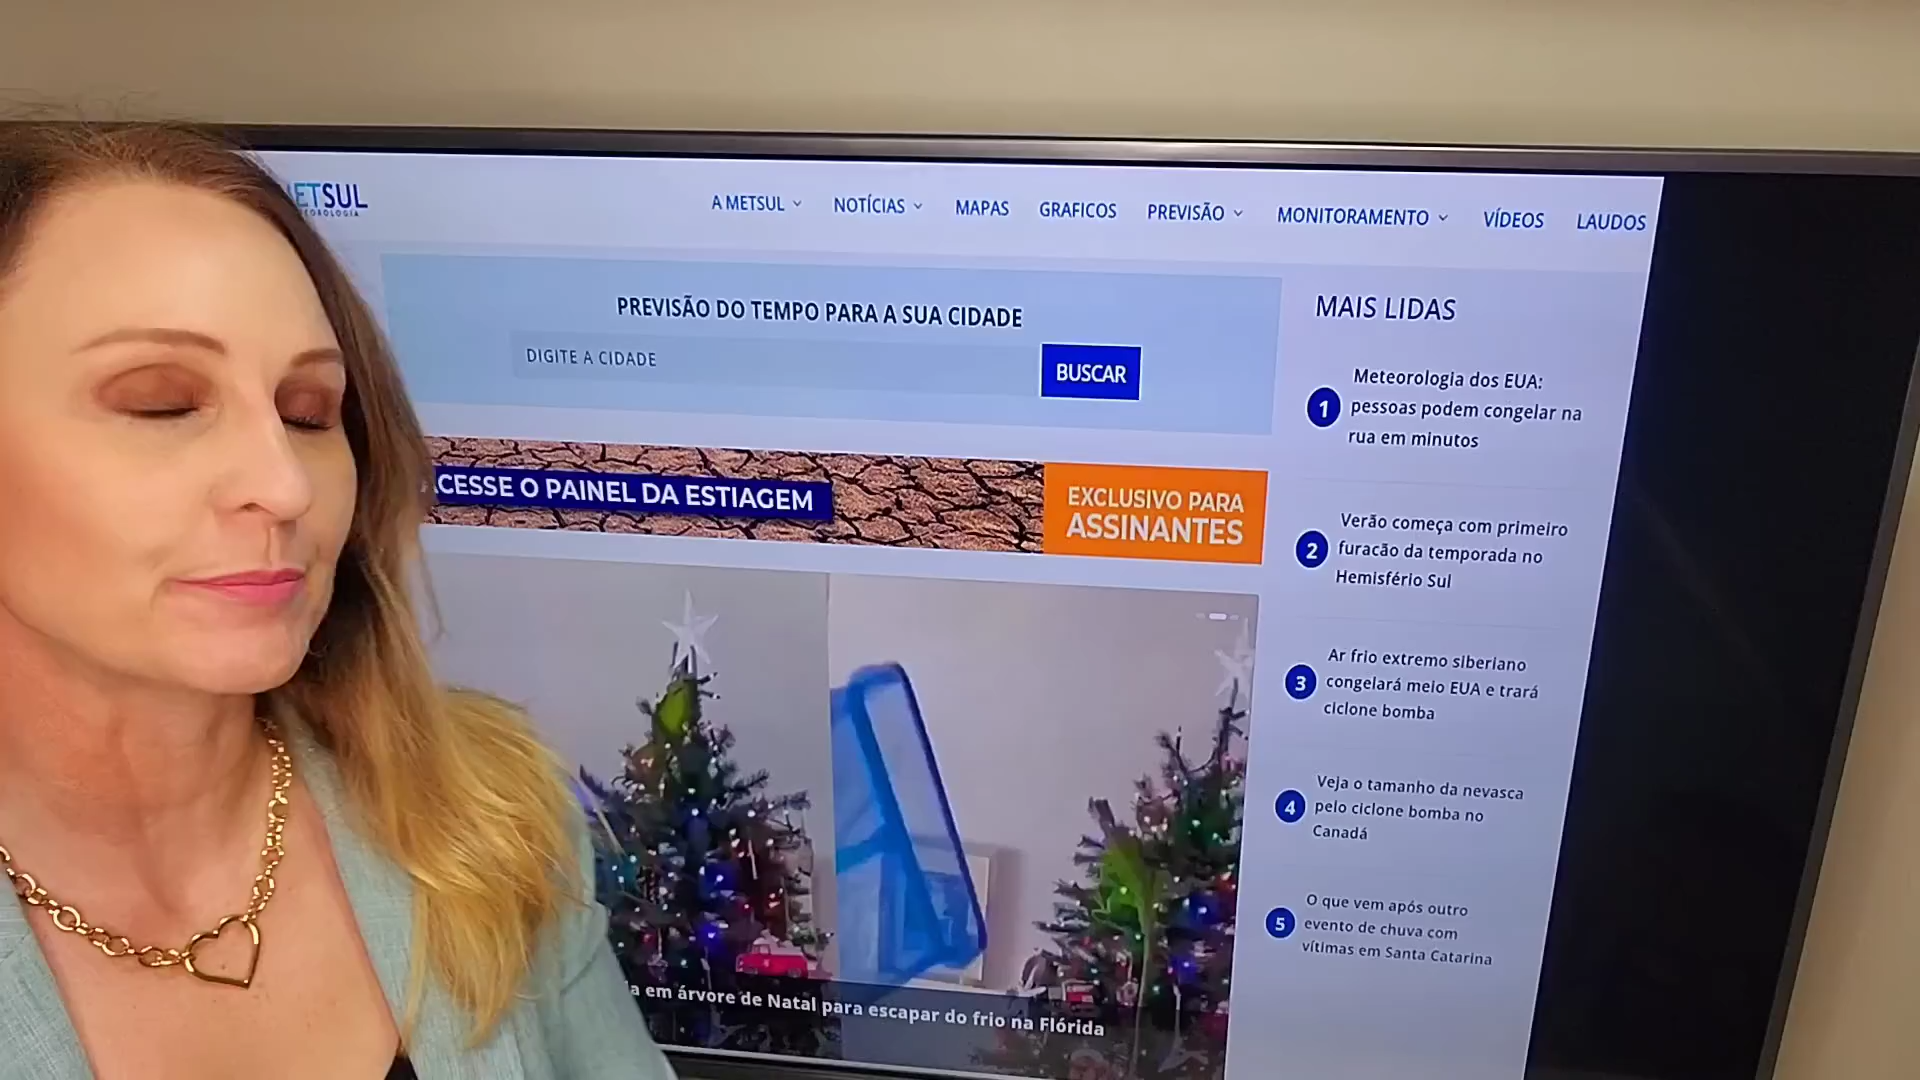 METSUL
METEOROLOGIA
A METSUL
NOTÍCIAS
MAPAS
GRAFICOS
PREVISÃO
MONITORAMENTO
VÍDEOS
LAUDOS
PREVISÃO DO TEMPO PARA A SUA CIDADE
DIGITE A CIDADE
BUSCAR
ACESSE O PAINEL DA ESTIAGEM
EXCLUSIVO PARA
ASSINANTES
em árvore de Natal para escapar do frio na Flórida
MAIS LIDAS
1
Meteorologia dos EUA:
pessoas podem congelar na
rua em minutos
2
Verão começa com primeiro
furacão da temporada no
Hemisfério Sul
3
Ar frio extremo siberiano
congelará meio EUA e trará
ciclone bomba
4
Veja o tamanho da nevasca
pelo ciclone bomba no
Canadá
5
O que vem após outro
evento de chuva com
vítimas em Santa Catarina